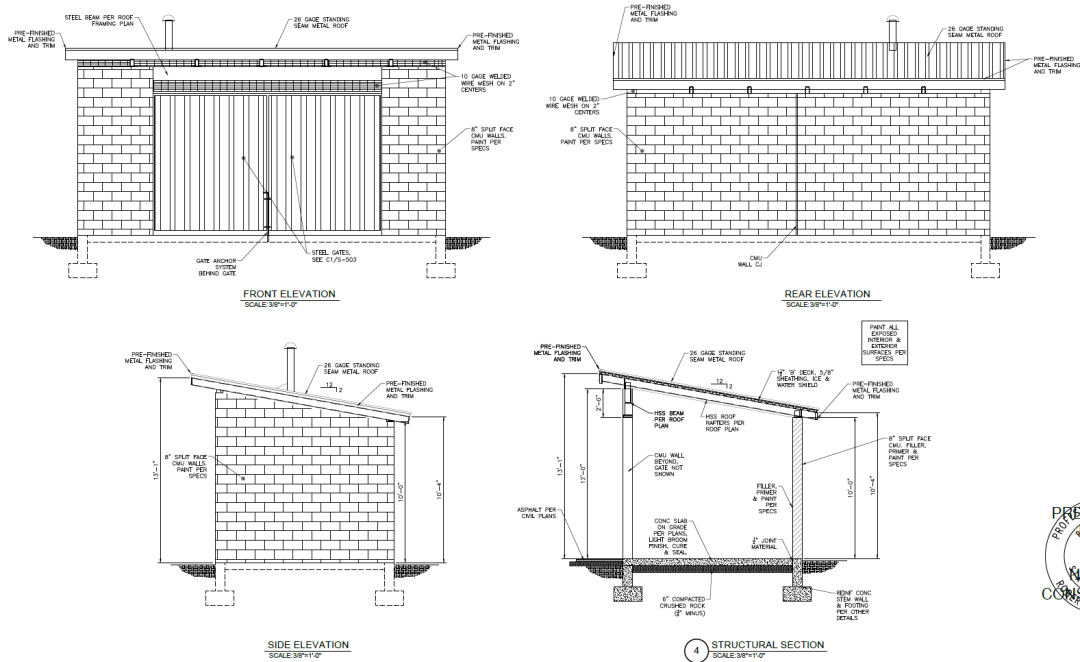 STEEL BEAM PER ROOF
FRAMING PLAN
26 GAGE STANDING
SEAM METAL ROOF
PRE-FINISHED
METAL FLASHING
AND TRIM
PRE-FINISHED
METAL FLASHING
AND TRIM
10 GAGE WELDED
WIRE MESH ON 2"
CENTERS
8" SPLIT FACE
CMU WALLS,
PAINT PER
SPECS
GATE ANCHOR
SYSTEM
BEHIND GATE
STEEL GATES,
SEE C1/S-503
FRONT ELEVATION
SCALE:3/8"=1'-0"
PRE-FINISHED
METAL FLASHING
AND TRIM
26 GAGE STANDING
SEAM METAL ROOF
PRE-FINISHED
METAL FLASHING
AND TRIM
10 GAGE WELDED
WIRE MESH ON 2"
CENTERS
8" SPLIT FACE
CMU WALLS,
PAINT PER SPECS
CMU
WALL CJ
REAR ELEVATION
SCALE:3/8"=1'-0"
PRE-FINISHED
METAL FLASHING
AND TRIM
26 GAGE STANDING
SEAM METAL ROOF
12
2
PRE-FINISHED
METAL FLASHING
AND TRIM
8" SPLIT FACE
CMU WALLS,
PAINT PER
SPECS
13'-1"
10'-0"
10'-4"
SIDE ELEVATION
SCALE:3/8"=1'-0"
PAINT ALL
EXPOSED
INTERIOR &
EXTERIOR
SURFACES PER
SPECS
PRE-FINISHED
METAL FLASHING
AND TRIM
26 GAGE STANDING
SEAM METAL ROOF
12
2
1½" 'B' DECK, 5/8"
SHEATHING, ICE &
WATER SHIELD
PRE-FINISHED
METAL FLASHING
AND TRIM
2'-0"
HSS BEAM
PER ROOF
PLAN
HSS ROOF
RAFTERS PER
ROOF PLAN
8" SPLIT FACE
CMU, FILLER,
PRIMER &
PAINT PER
SPECS
13'-1"
12'-0"
CMU WALL
BEYOND,
GATE NOT
SHOWN
FILLER,
PRIMER
& PAINT
PER
SPECS
10'-0"
10'-4"
ASPHALT PER
CIVIL PLANS
CONC SLAB
ON GRADE
PER PLANS,
LIGHT BROOM
FINISH, CURE
& SEAL
JOINT
MATERIAL
6" COMPACTED
CRUSHED ROCK
MINUS)
REINF CONC
STEM WALL
& FOOTING
PER OTHER
DETAILS
4
STRUCTURAL SECTION
SCALE:3/8"=1'-0"